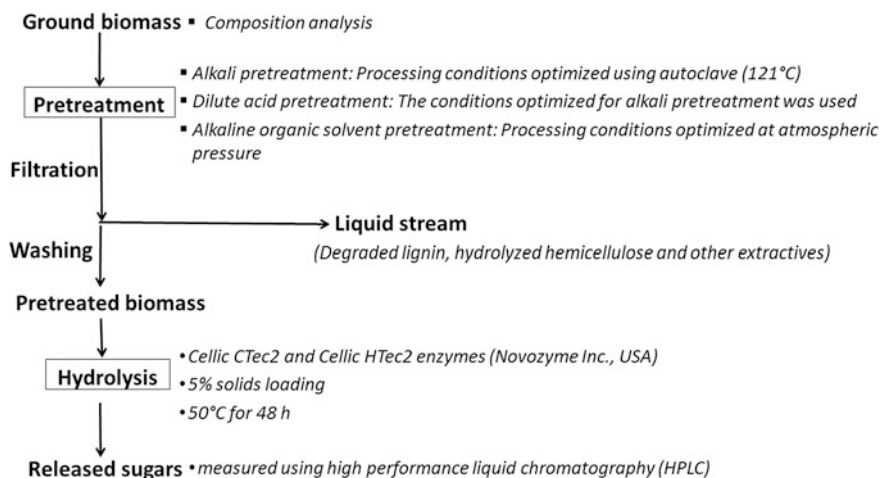 Ground biomass ▪ Composition analysis
▪ Alkali pretreatment: Processing conditions optimized using autoclave (121°C)
Pretreatment ▪ Dilute acid pretreatment: The conditions optimized for alkali pretreatment was used
▪ Alkaline organic solvent pretreatment: Processing conditions optimized at atmospheric
pressure
Filtration
Liquid stream
Washing
(Degraded lignin, hydrolyzed hemicellulose and other extractives)
Pretreated biomass
• Cellic CTec2 and Cellic HTec2 enzymes (Novozyme Inc., USA)
Hydrolysis • 5% solids loading
• 50°C for 48 h
Released sugars • measured using high performance liquid chromatography (HPLC)